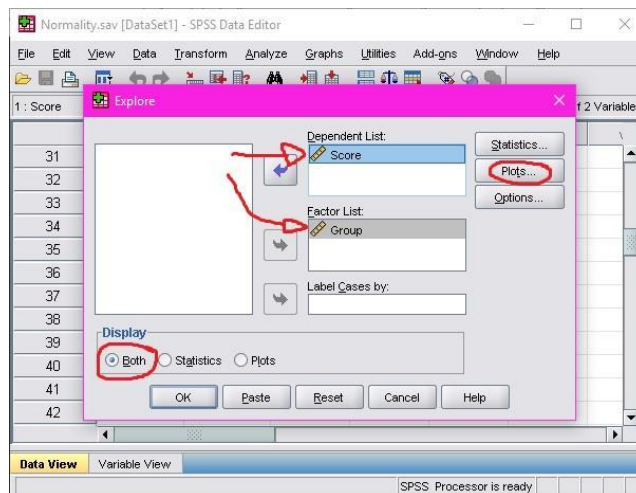 Normality.sav [DataSet1] - SPSS Data Editor
File Edit View Data Transform Analyze Graphs Utilities Add-ons Window Help
1 : Score
f 2 Variable
Explore
Dependent List:
Score
Statistics...
Plots...
Options...
Factor List:
Group
Label Cases by:
Display
Both Statistics Plots
OK Paste Reset Cancel Help
31
32
33
34
35
36
37
38
39
40
41
42
Data View Variable View
SPSS Processor is ready